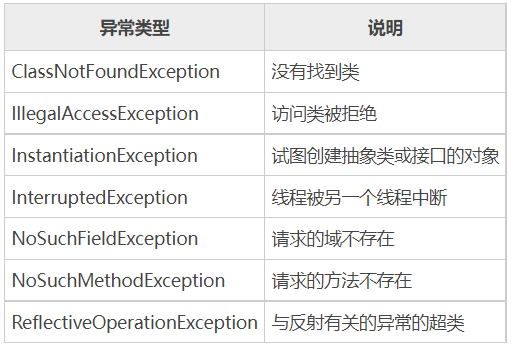 异常类型 说明
ClassNotFoundException 没有找到类
IllegalAccessException 访问类被拒绝
InstantiationException 试图创建抽象类或接口的对象
InterruptedException 线程被另一个线程中断
NoSuchFieldException 请求的域不存在
NoSuchMethodException 请求的方法不存在
ReflectiveOperationException 与反射有关的异常的超类